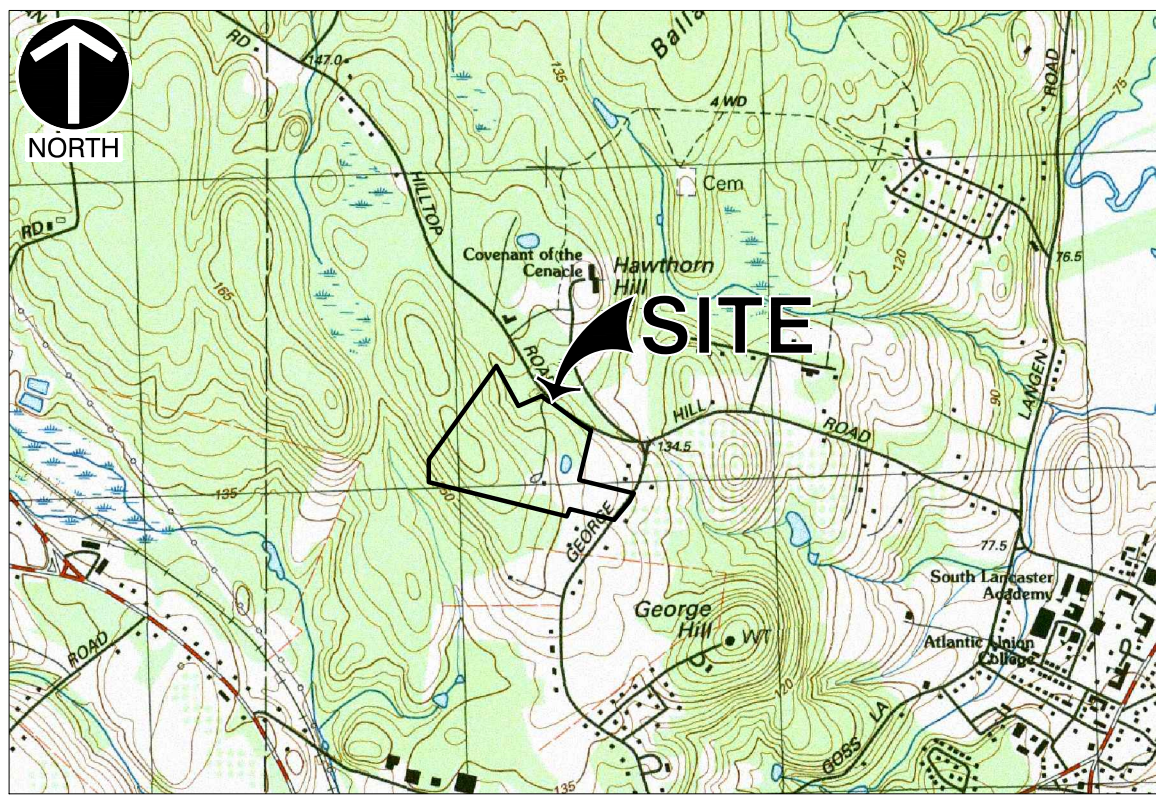 RD
147.0
135
Balla
ROAD
75
4 WD
NORTH
Cem
HILLTOP
RD
Covenant of the
Cenacle
Hawthorn
Hill
76.5
120
165
SITE
ROAD
LANGEN
90
HILL
ROAD
134.5
135
GEORGE
77.5
South Lancaster
Academy
George
Hill
WT
Atlantic Union
College
ROAD
120
GOSS LA
135